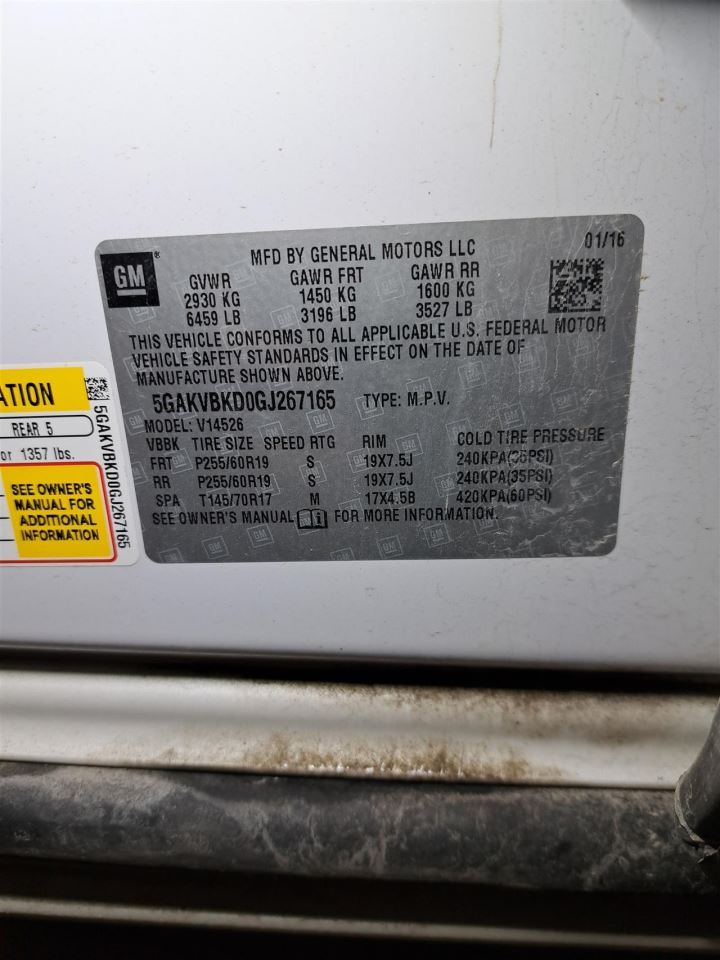 MFD BY GENERAL MOTORS LLC
01/16
GM®
GVWR GAWR FRT GAWR RR
2930 KG 1450 KG 1600 KG
6459 LB 3196 LB 3527 LB
THIS VEHICLE CONFORMS TO ALL APPLICABLE U.S. FEDERAL MOTOR
VEHICLE SAFETY STANDARDS IN EFFECT ON THE DATE OF
MANUFACTURE SHOWN ABOVE.
5GAKVBKD0GJ267165 TYPE: M.P.V.
MODEL: V14526
VBBK TIRE SIZE SPEED RTG RIM COLD TIRE PRESSURE
FRT P255/60R19 S 19X7.5J 240KPA(35PSI)
RR P255/60R19 S 19X7.5J 240KPA(35PSI)
SPA T145/70R17 M 17X4.5B 420KPA(60PSI)
SEE OWNER'S MANUAL FOR MORE INFORMATION.
ATION
REAR 5
or 1357 lbs.
SEE OWNER'S
MANUAL FOR
ADDITIONAL
INFORMATION
5GAKVBKD0GJ267165